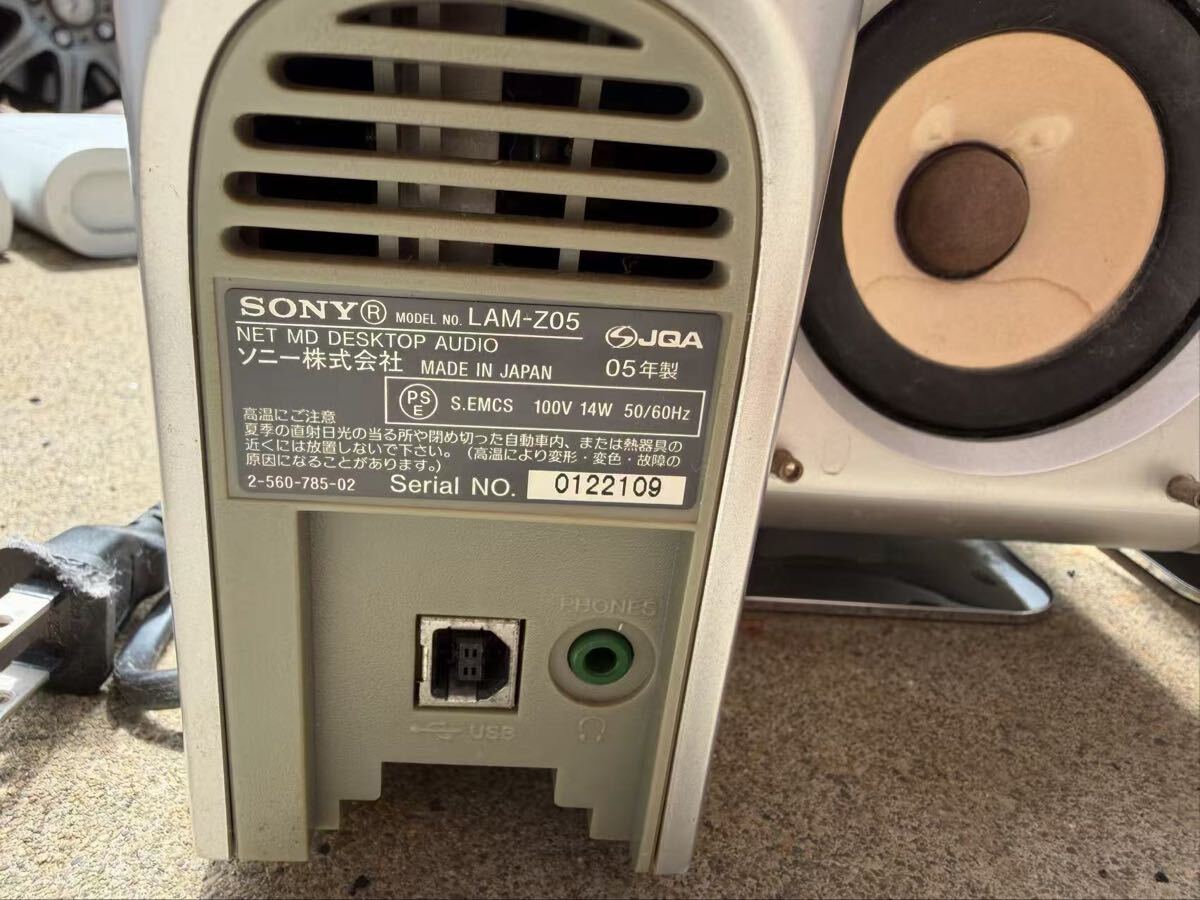 SONY® MODEL NO. LAM-Z05
JQA
NET MD DESKTOP AUDIO
ソニー株式会社 MADE IN JAPAN 05年製
PS E S.EMCS 100V 14W 50/60Hz
高温にご注意
夏季の直射日光の当る所や閉め切った自動車内、または熱器具の
近くには放置しないで下さい。(高温により変形・変色・故障の
原因になることがあります。)
2-560-785-02 Serial NO. 0122109
PHONES
USB